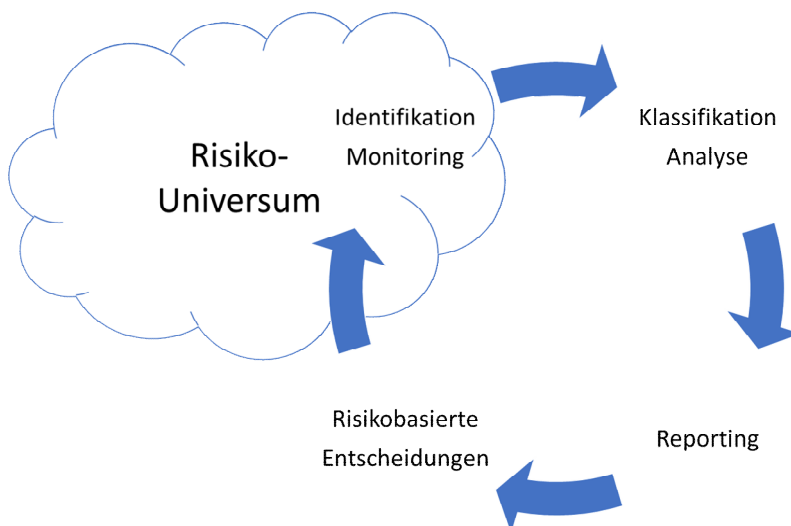 Risiko-
Universum
Identifikation
Monitoring
Klassifikation
Analyse
Reporting
Risikobasierte
Entscheidungen